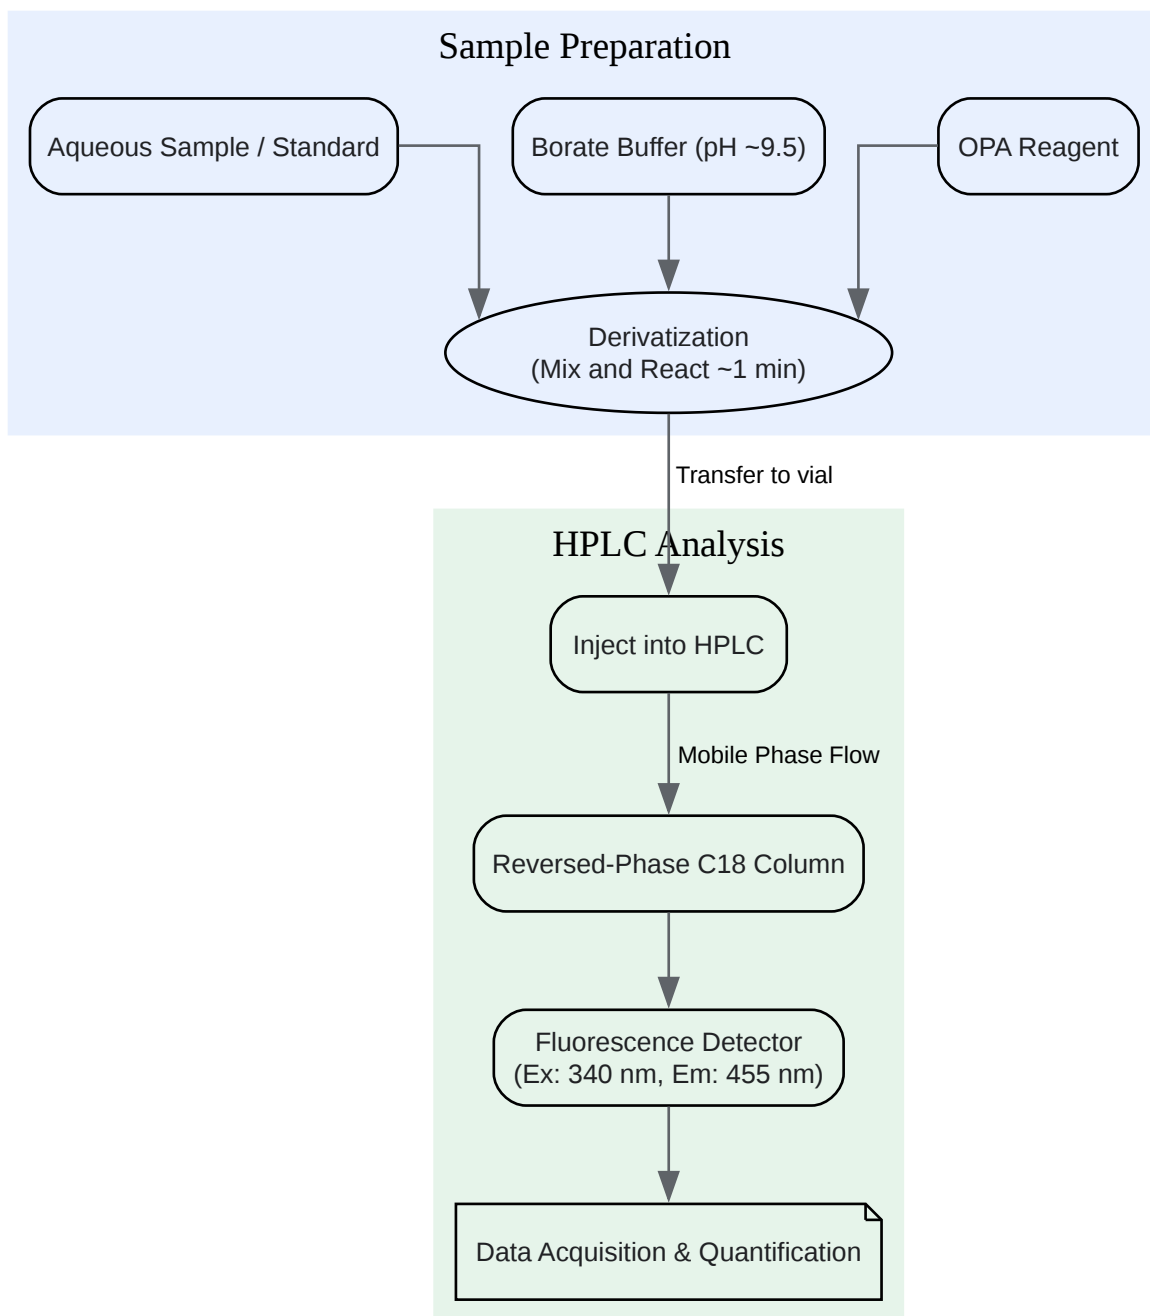 Sample Preparation
Aqueous Sample / Standard
Borate Buffer (pH ~9.5)
OPA Reagent
Derivatization
(Mix and React ~1 min)
Transfer to vial
HPLC Analysis
Inject into HPLC
Mobile Phase Flow
Reversed-Phase C18 Column
Fluorescence Detector
(Ex: 340 nm, Em: 455 nm)
Data Acquisition & Quantification